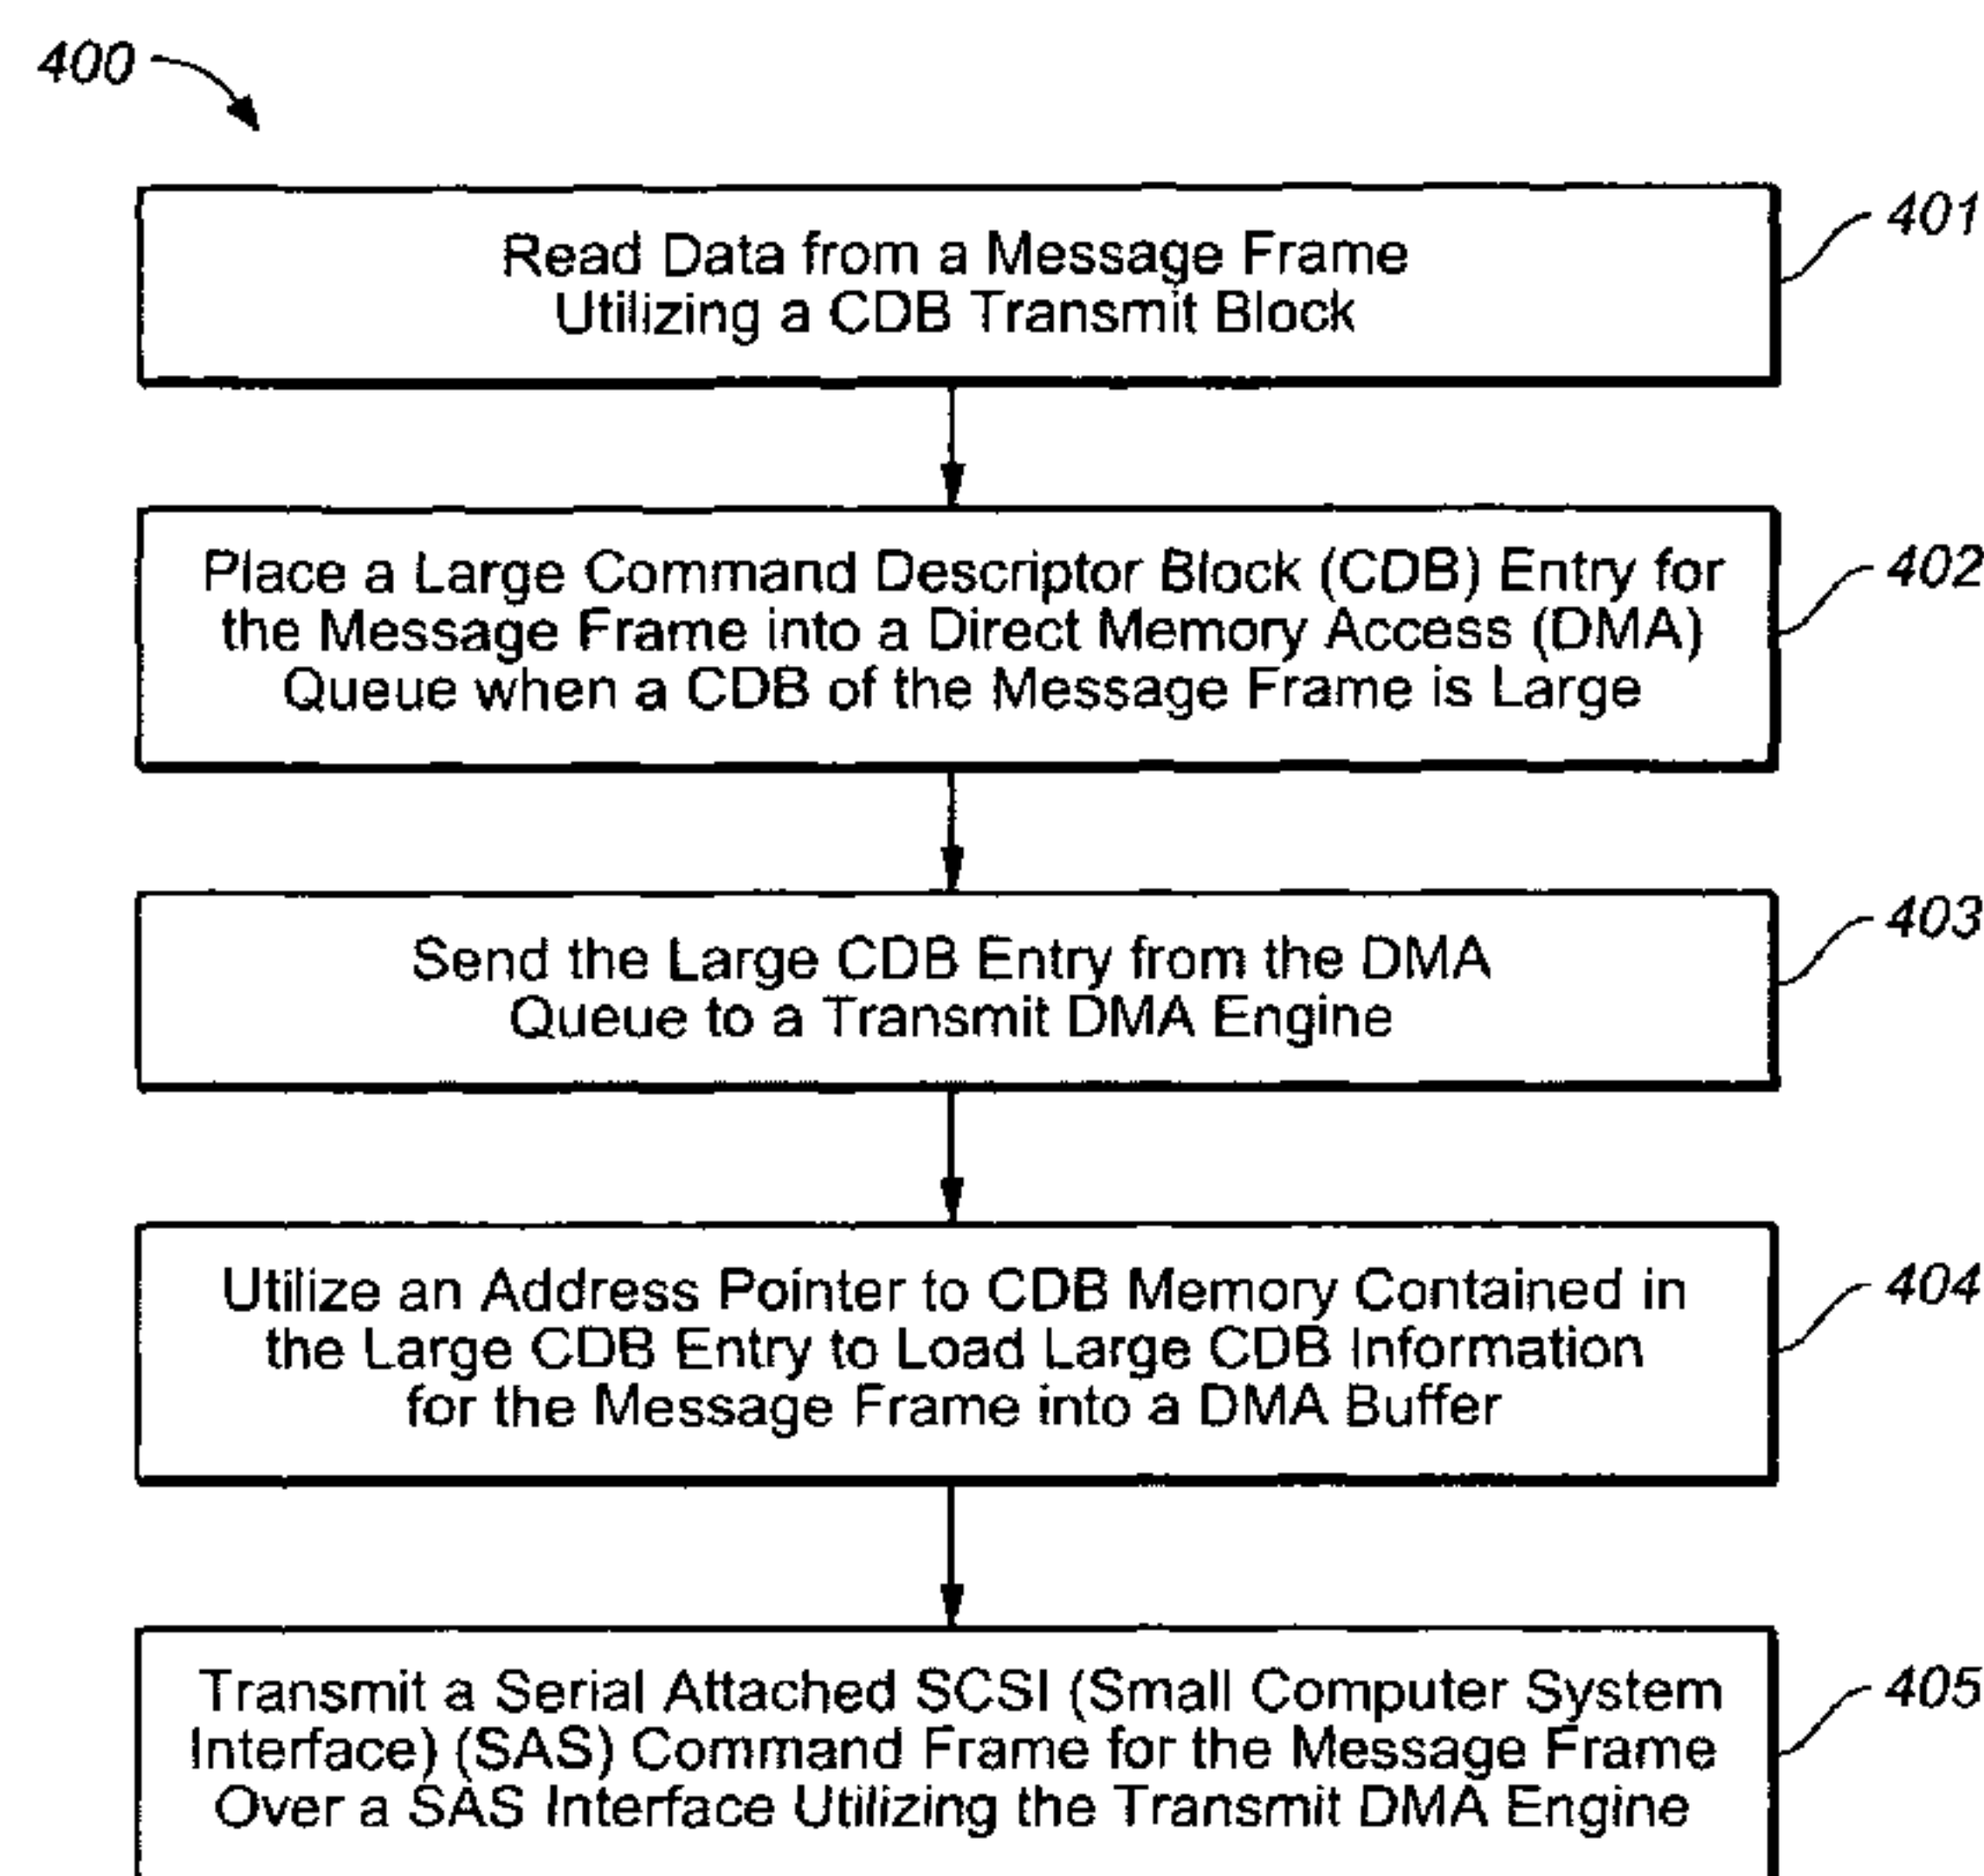 400
401
Read Data from a Message Frame
Utilizing a CDB Transmit Block
402
Place a Large Command Descriptor Block (CDB) Entry for
the Message Frame into a Direct Memory Access (DMA)
Queue when a CDB of the Message Frame is Large
403
Send the Large CDB Entry from the DMA
Queue to a Transmit DMA Engine
404
Utilize an Address Pointer to CDB Memory Contained in
the Large CDB Entry to Load Large CDB Information
for the Message Frame into a DMA Buffer
405
Transmit a Serial Attached SCSI (Small Computer System
Interface) (SAS) Command Frame for the Message Frame
Over a SAS Interface Utilizing the Transmit DMA Engine